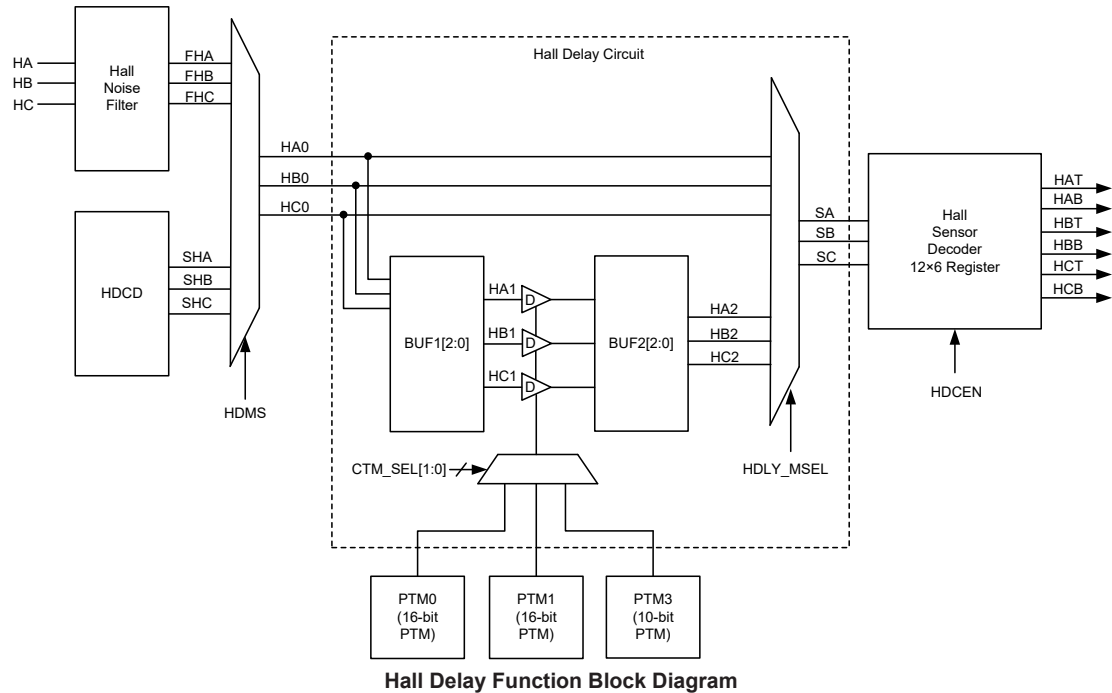 Hall Delay Circuit
HA
HB
HC
Hall
Noise
Filter
FHA
FHB
FHC
HA0
HB0
HC0
HDCD
SHA
SHB
SHC
HDMS
BUF1[2:0]
HA1
HB1
HC1
D
D
D
BUF2[2:0]
HA2
HB2
HC2
SA
SB
SC
Hall
Sensor
Decoder
12×6 Register
HAT
HAB
HBT
HBB
HCT
HCB
HDCEN
CTM_SEL[1:0]
HDLY_MSEL
PTM0
(16-bit
PTM)
PTM1
(16-bit
PTM)
PTM3
(10-bit
PTM)
Hall Delay Function Block Diagram